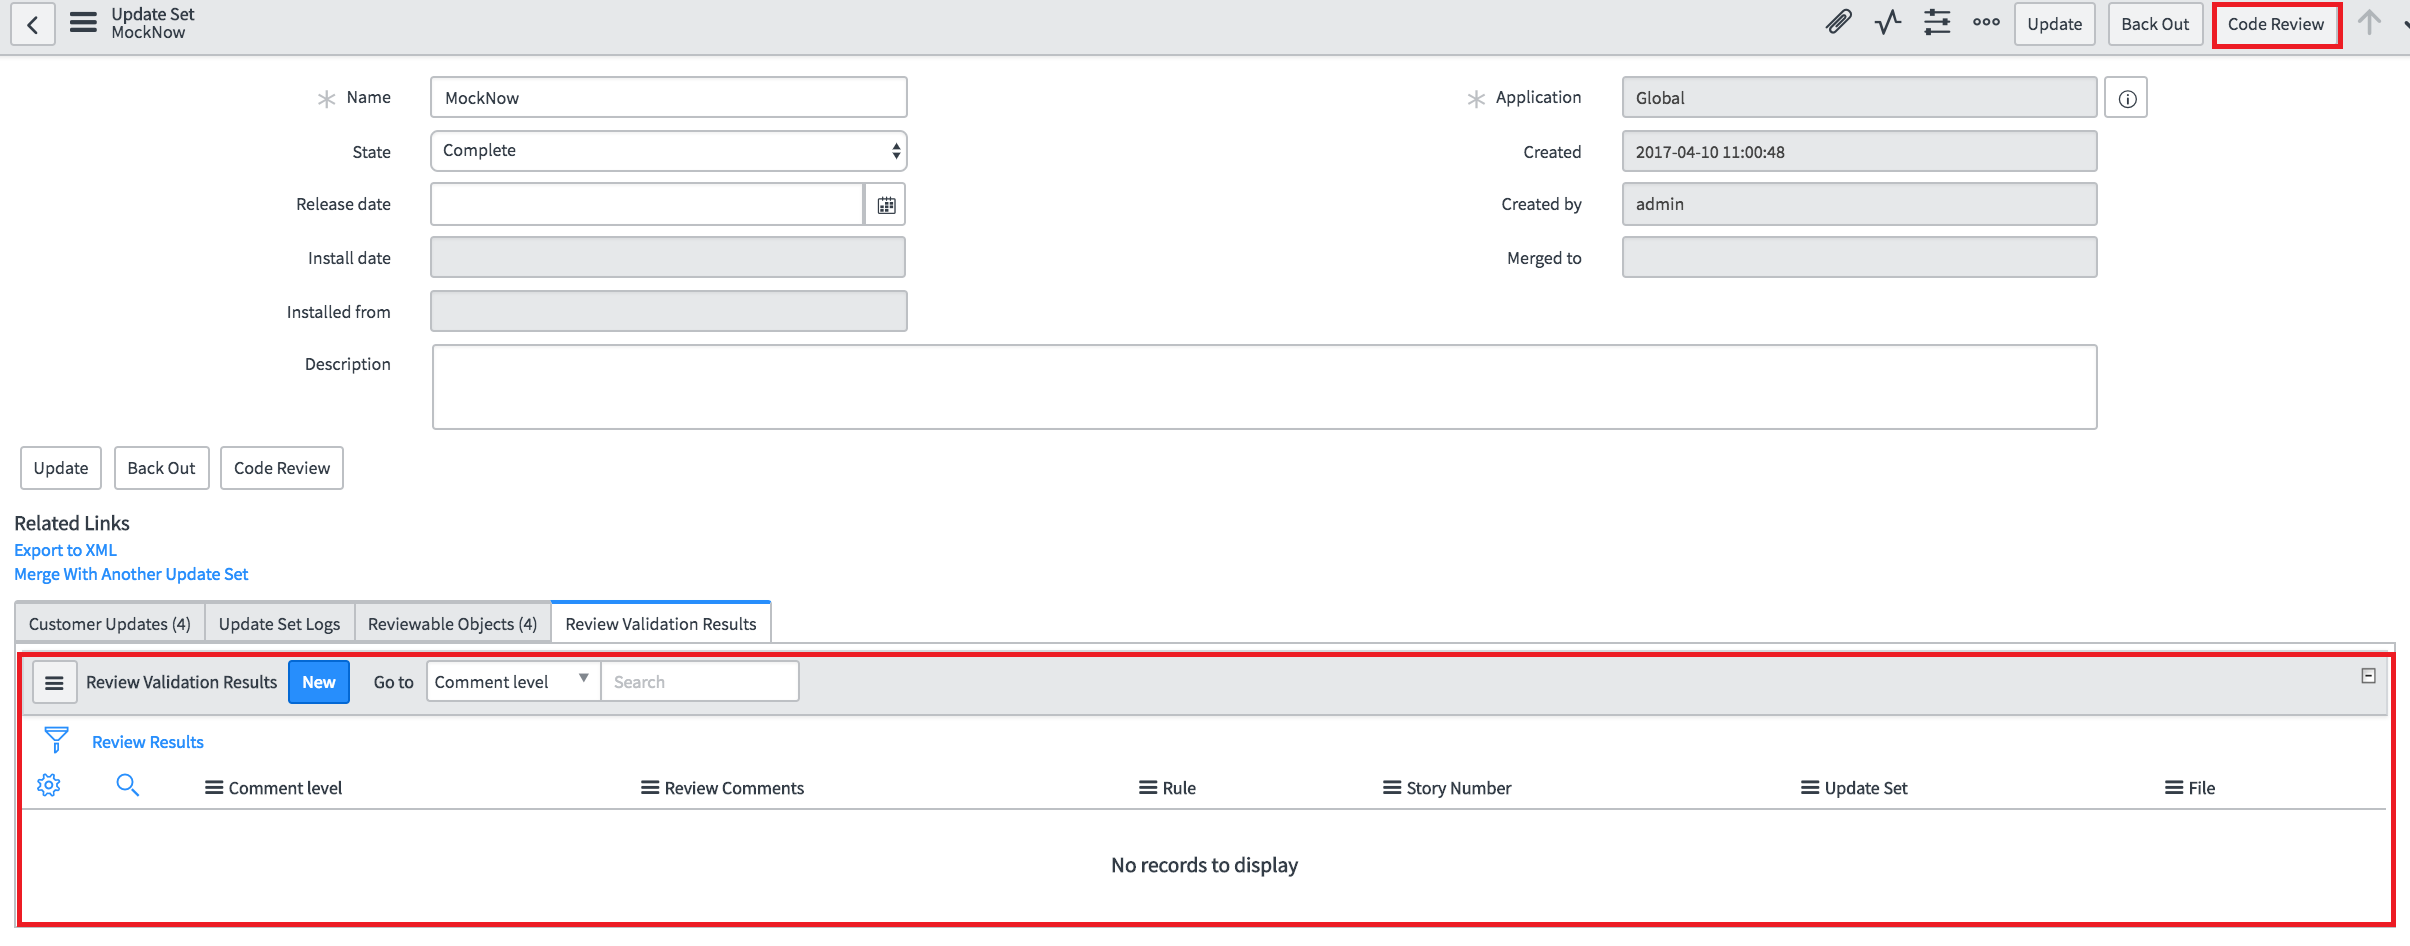 Update Set
MockNow
Update
Back Out
Code Review
Name
MockNow
Application
Global
State
Complete
Created
2017-04-10 11:00:48
Release date
Created by
admin
Install date
Merged to
Installed from
Description
Update
Back Out
Code Review
Related Links
Export to XML
Merge With Another Update Set
Customer Updates (4)
Update Set Logs
Reviewable Objects (4)
Review Validation Results
Review Validation Results
New
Go to
Comment level
Search
Review Results
Comment level
Review Comments
Rule
Story Number
Update Set
File
No records to display